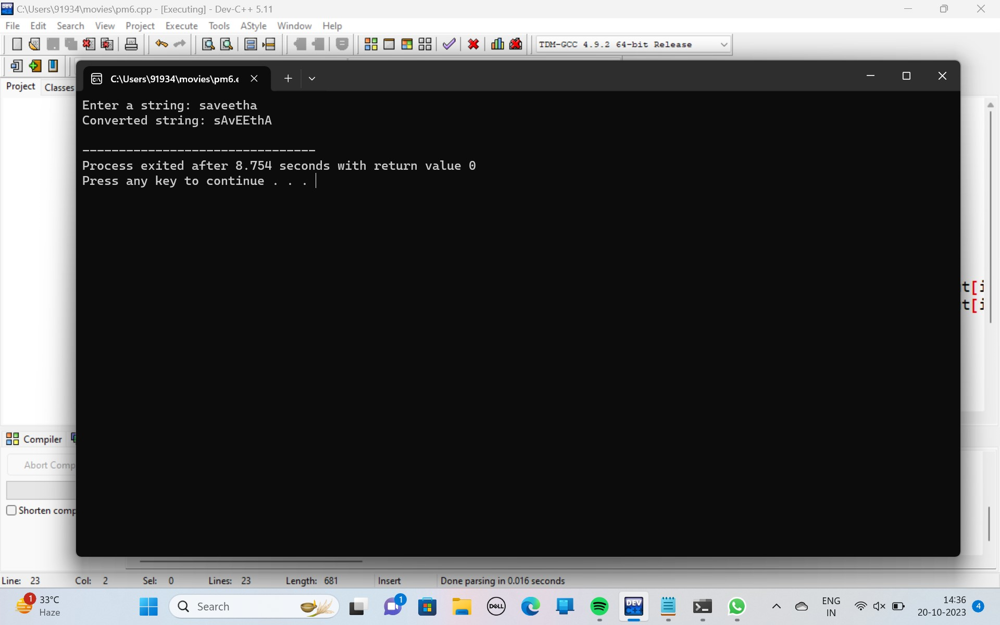 C:\Users\91934\movies\pm6.cpp - [Executing] - Dev-C++ 5.11
File Edit Search View Project Execute Tools AStyle Window Help
TDM-GCC 4.9.2 64-bit Release
Project Classes
C:\Users\91934\movies\pm6.e
Enter a string: saveetha
Converted string: sAvEEthA
--------------------------------
Process exited after 8.754 seconds with return value 0
Press any key to continue . . .
t[i
t[i
Compiler
Abort Comp
Shorten comp
Line: 23 Col: 2 Sel: 0 Lines: 23 Length: 681 Insert Done parsing in 0.016 seconds
1
33°C
Haze
Search
1
DELL
DEV
C++
ENG
IN
14:36
20-10-2023
4